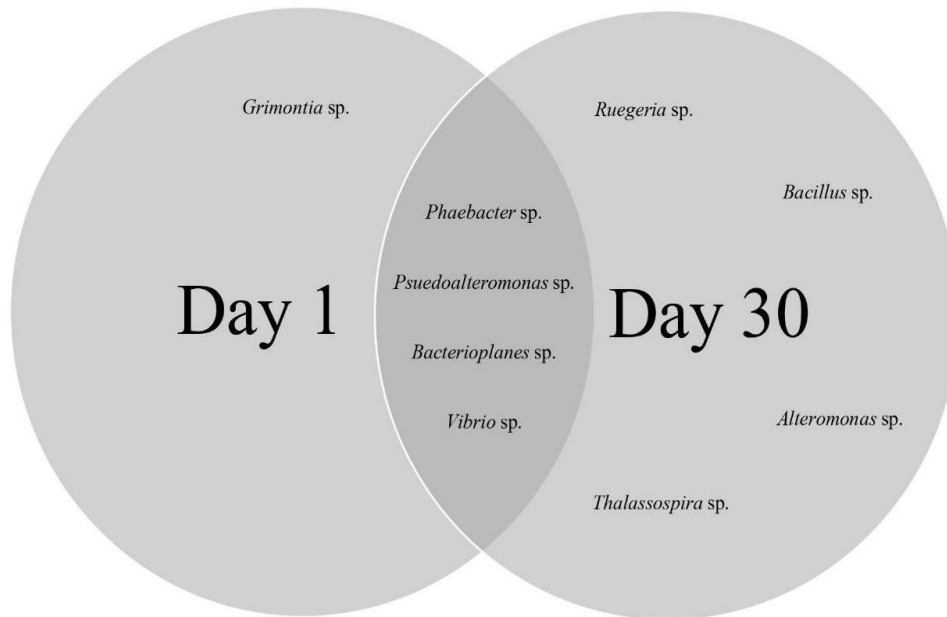 Grimontia sp.
Ruegeria sp.
Bacillus sp.
Phaebacter sp.
Psuedoalteromonas sp.
Day 1
Day 30
Bacterioplanes sp.
Vibrio sp.
Alteromonas sp.
Thalassospira sp.